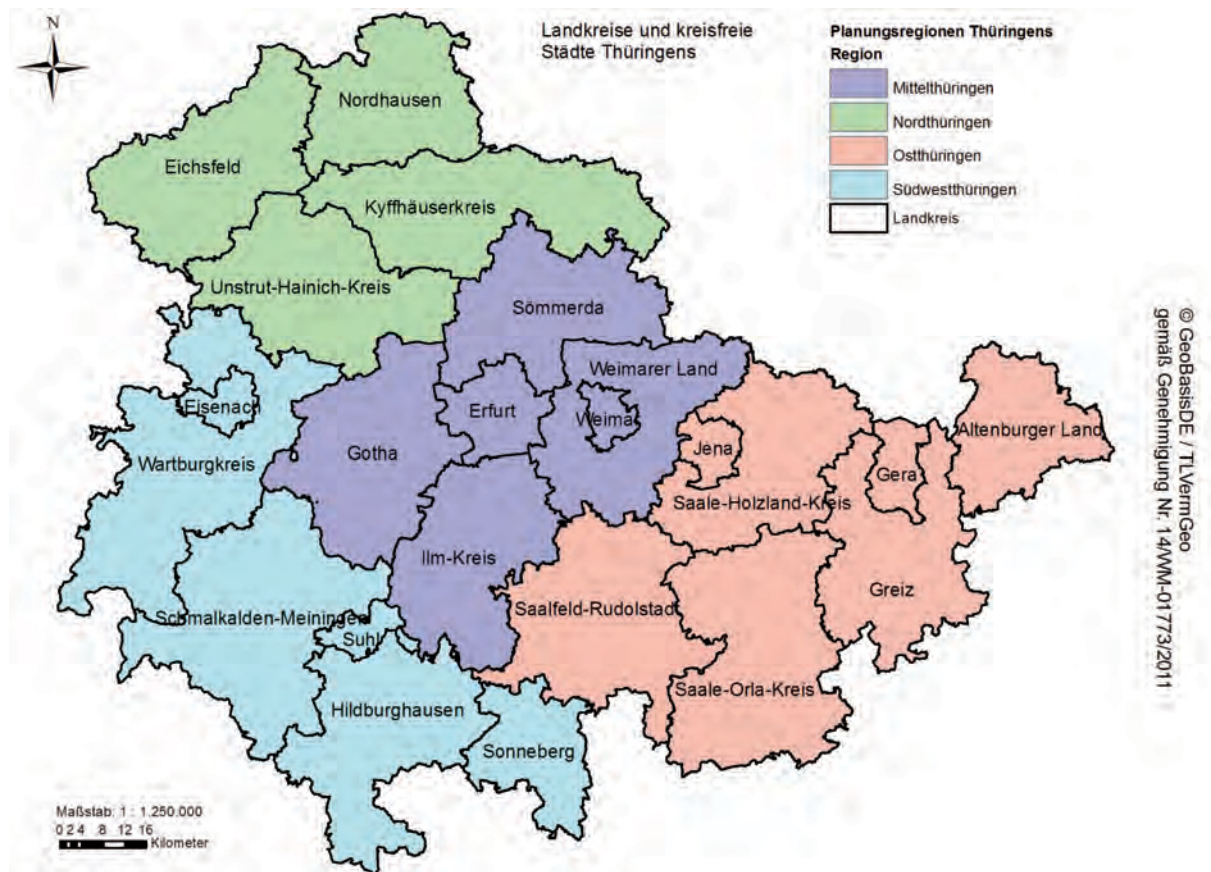 N
Landkreise und kreisfreie
Städte Thüringens
Planungsregionen Thüringens
Region
Mittelthüringen
Nordthüringen
Ostthüringen
Südwestthüringen
Landkreis
Nordhausen
Eichsfeld
Kyffhäuserkreis
Unstrut-Hainich-Kreis
Sömmerda
Weimarer Land
Eisenach
Erfurt
Weimar
Altenburger Land
Wartburgkreis
Gotha
Jena
Gera
Saale-Holzland-Kreis
Ilm-Kreis
Greiz
Schmalkalden-Meiningen
Saalfeld-Rudolstad
Suhl
Saale-Orla-Kreis
Hildburghausen
Sonneberg
Maßstab: 1 : 1.250.000
0 2 4 8 12 16
Kilometer
© GeoBasisDE / TLVermGeo
gemäß Genehmigung Nr. 14/WM-01773/2011